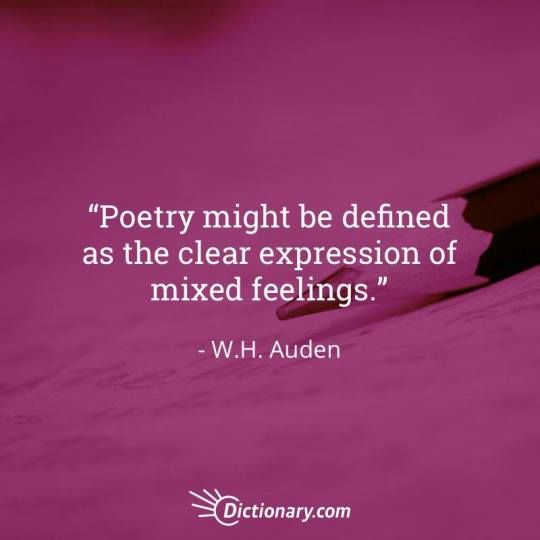 “Poetry might be defined
as the clear expression of
mixed feelings.”
- W.H. Auden
Dictionary.com